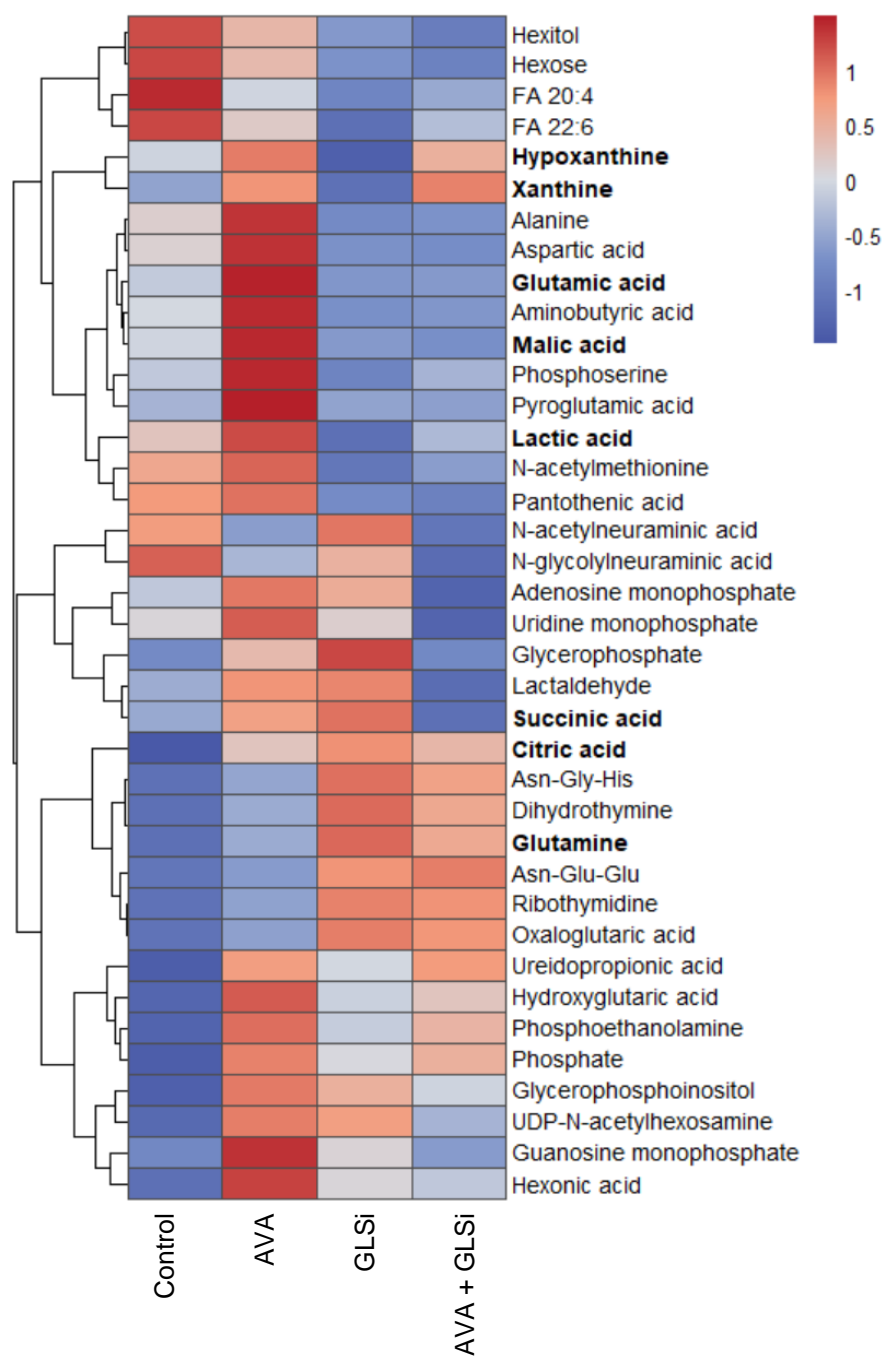 Hexitol
Hexose
FA 20:4
FA 22:6
Hypoxanthine
Xanthine
Alanine
Aspartic acid
Glutamic acid
Aminobutyric acid
Malic acid
Phosphoserine
Pyroglutamic acid
Lactic acid
N-acetylmethionine
Pantothenic acid
N-acetylneuraminic acid
N-glycolylneuraminic acid
Adenosine monophosphate
Uridine monophosphate
Glycerophosphate
Lactaldehyde
Succinic acid
Citric acid
Asn-Gly-His
Dihydrothymine
Glutamine
Asn-Glu-Glu
Ribothymidine
Oxaloglutaric acid
Ureidopropionic acid
Hydroxyglutaric acid
Phosphoethanolamine
Phosphate
Glycerophosphoinositol
UDP-N-acetylhexosamine
Guanosine monophosphate
Hexonic acid
1
0.5
0
-0.5
-1
Control
AVA
GLSi
AVA + GLSi